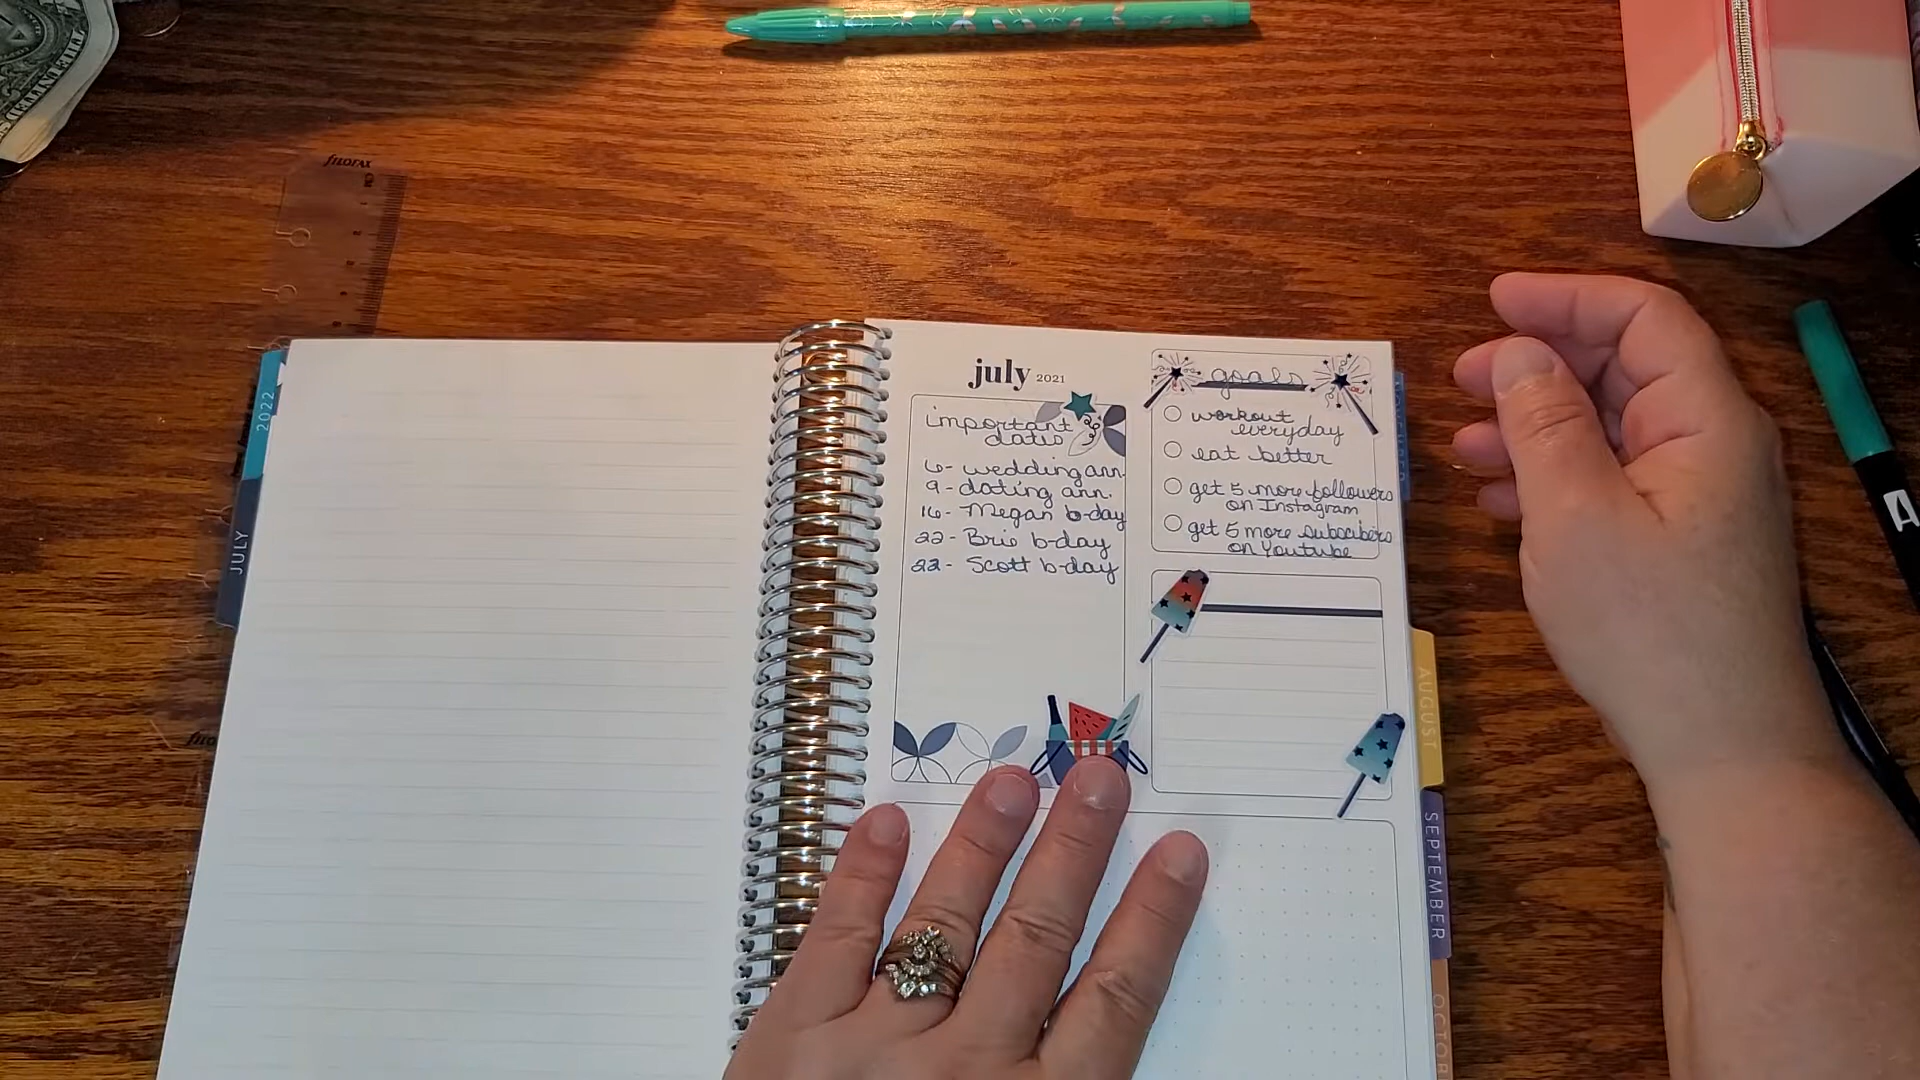 filofax
2022
JULY
july 2021
important
dates
6- wedding ann.
9- dating ann.
16- Megan b-day
22- Brie b-day
22- Scott b-day
goals
workout
everyday
eat better
get 5 more followers
on Instagram
get 5 more subscribers
on Youtube
AUGUST
SEPTEMBER
OCTOB
A